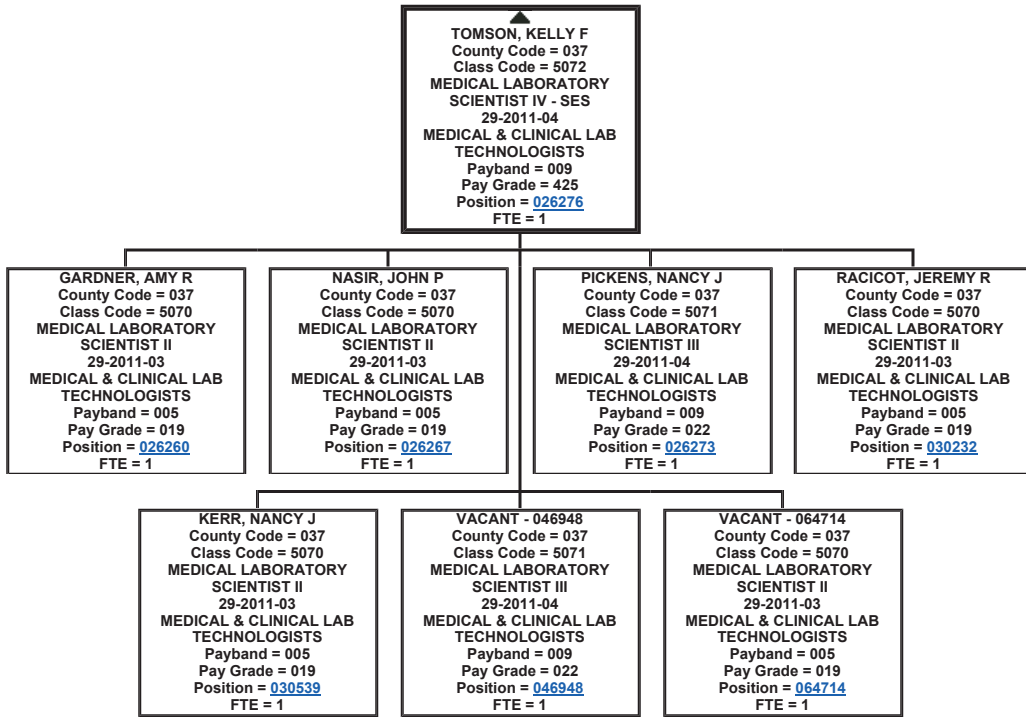 TOMSON, KELLY F
County Code = 037
Class Code = 5072
MEDICAL LABORATORY
SCIENTIST IV - SES
29-2011-04
MEDICAL & CLINICAL LAB
TECHNOLOGISTS
Payband = 009
Pay Grade = 425
Position = 026276
FTE = 1
GARDNER, AMY R
County Code = 037
Class Code = 5070
MEDICAL LABORATORY
SCIENTIST II
29-2011-03
MEDICAL & CLINICAL LAB
TECHNOLOGISTS
Payband = 005
Pay Grade = 019
Position = 026260
FTE = 1
NASIR, JOHN P
County Code = 037
Class Code = 5070
MEDICAL LABORATORY
SCIENTIST II
29-2011-03
MEDICAL & CLINICAL LAB
TECHNOLOGISTS
Payband = 005
Pay Grade = 019
Position = 026267
FTE = 1
PICKENS, NANCY J
County Code = 037
Class Code = 5071
MEDICAL LABORATORY
SCIENTIST III
29-2011-04
MEDICAL & CLINICAL LAB
TECHNOLOGISTS
Payband = 009
Pay Grade = 022
Position = 026273
FTE = 1
RACICOT, JEREMY R
County Code = 037
Class Code = 5070
MEDICAL LABORATORY
SCIENTIST II
29-2011-03
MEDICAL & CLINICAL LAB
TECHNOLOGISTS
Payband = 005
Pay Grade = 019
Position = 030232
FTE = 1
KERR, NANCY J
County Code = 037
Class Code = 5070
MEDICAL LABORATORY
SCIENTIST II
29-2011-03
MEDICAL & CLINICAL LAB
TECHNOLOGISTS
Payband = 005
Pay Grade = 019
Position = 030539
FTE = 1
VACANT - 046948
County Code = 037
Class Code = 5071
MEDICAL LABORATORY
SCIENTIST III
29-2011-04
MEDICAL & CLINICAL LAB
TECHNOLOGISTS
Payband = 009
Pay Grade = 022
Position = 046948
FTE = 1
VACANT - 064714
County Code = 037
Class Code = 5070
MEDICAL LABORATORY
SCIENTIST II
29-2011-03
MEDICAL & CLINICAL LAB
TECHNOLOGISTS
Payband = 005
Pay Grade = 019
Position = 064714
FTE = 1